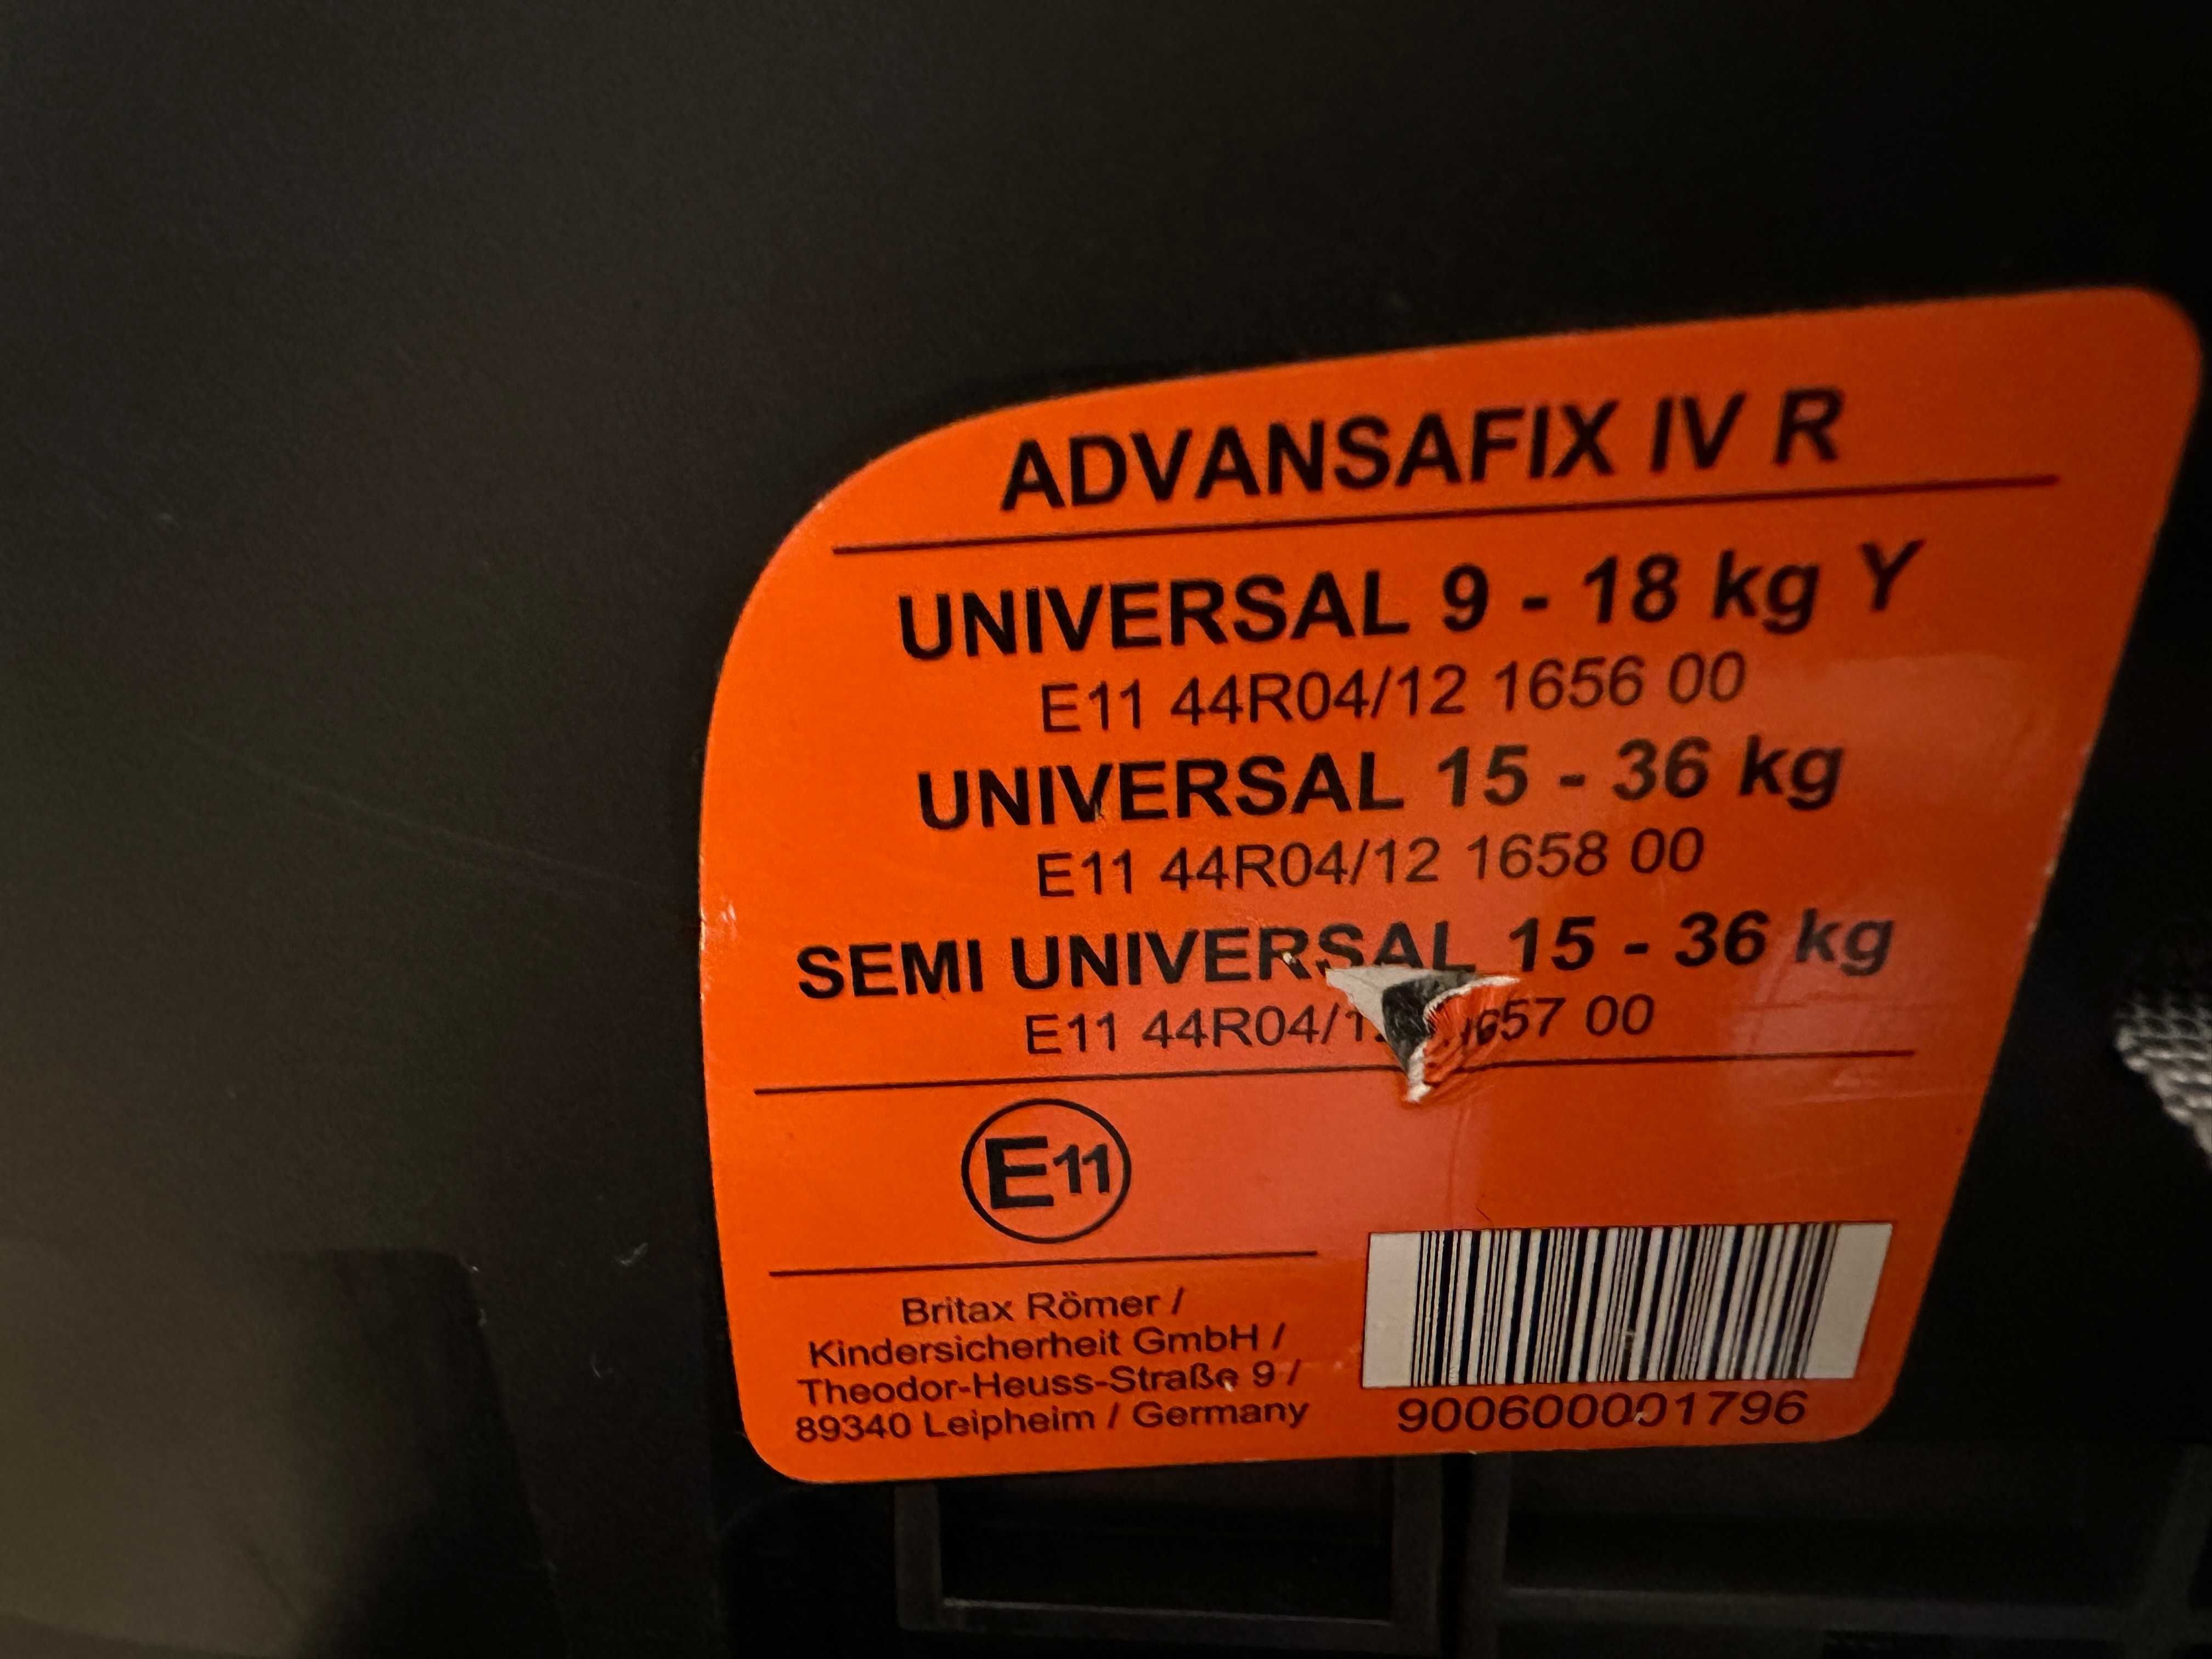 ADVANSAFIX IV R
UNIVERSAL 9 - 18 kg Y
E11 44R04/12 1656 00
UNIVERSAL 15 - 36 kg
E11 44R04/12 1658 00
SEMI UNIVERSAL 15 - 36 kg
E11 00
E11
Britax Römer /
Kindersicherheit GmbH /
Theodor-Heuss-Straße 9 /
89340 Leipheim / Germany
900600001796